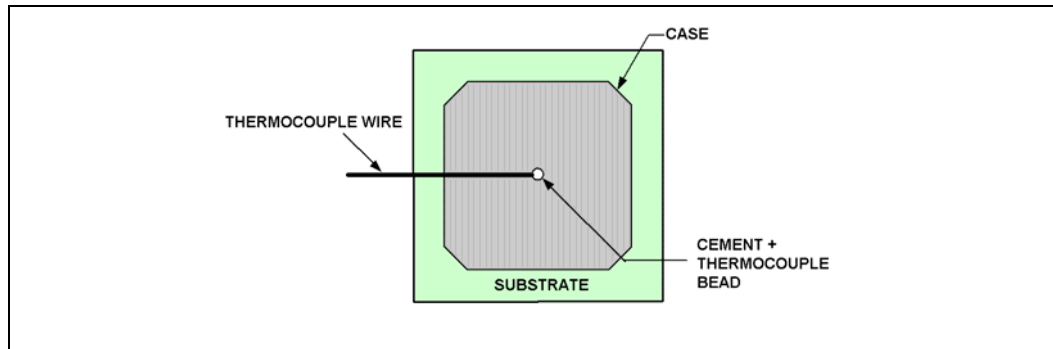 CASE
THERMOCOUPLE WIRE
CEMENT +
THERMOCOUPLE
BEAD
SUBSTRATE